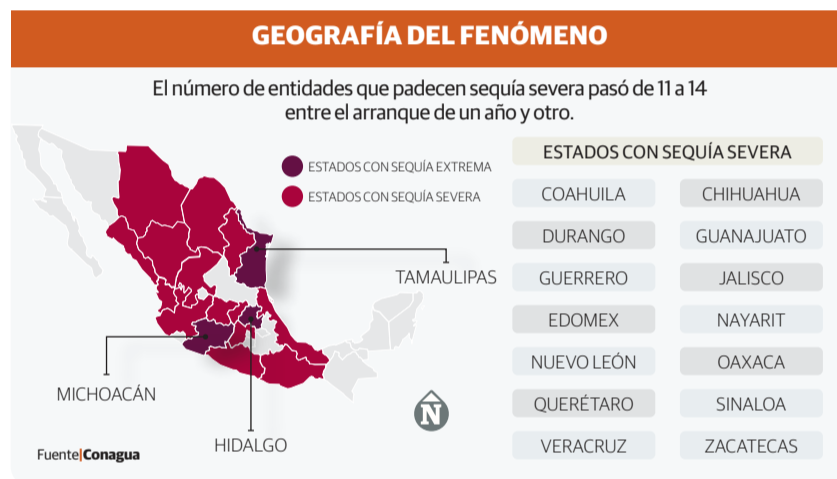 GEOGRAFÍA DEL FENÓMENO
El número de entidades que padecen sequía severa pasó de 11 a 14
entre el arranque de un año y otro.
ESTADOS CON SEQUÍA EXTREMA
ESTADOS CON SEQUÍA SEVERA
TAMAULIPAS
MICHOACÁN
HIDALGO
N
Fuente|Conagua
ESTADOS CON SEQUÍA SEVERA
COAHUILA
CHIHUAHUA
DURANGO
GUANAJUATO
GUERRERO
JALISCO
EDOMEX
NAYARIT
NUEVO LEÓN
OAXACA
QUERÉTARO
SINALOA
VERACRUZ
ZACATECAS